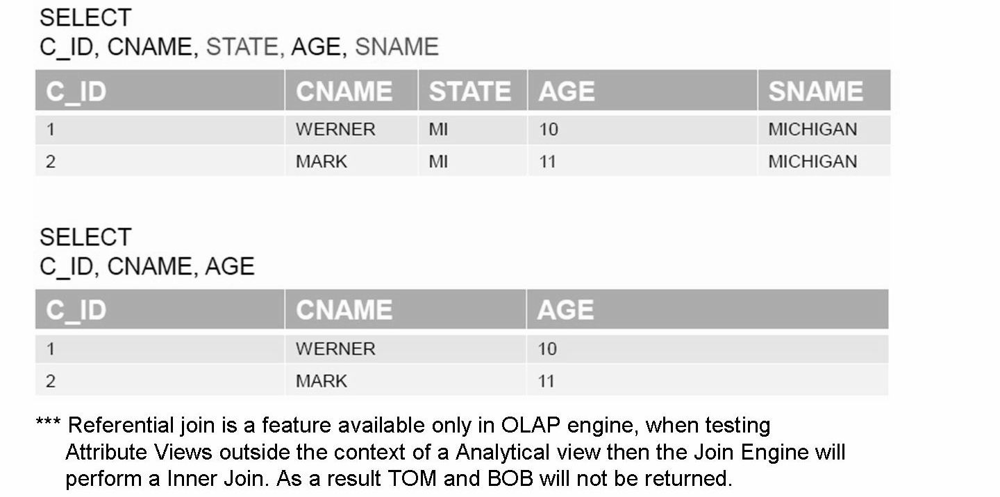 SELECT
C_ID, CNAME, STATE, AGE, SNAME
C_ID CNAME STATE AGE SNAME
1 WERNER MI 10 MICHIGAN
2 MARK MI 11 MICHIGAN
SELECT
C_ID, CNAME, AGE
C_ID CNAME AGE
1 WERNER 10
2 MARK 11
*** Referential join is a feature available only in OLAP engine, when testing
Attribute Views outside the context of a Analytical view then the Join Engine will
perform a Inner Join. As a result TOM and BOB will not be returned.